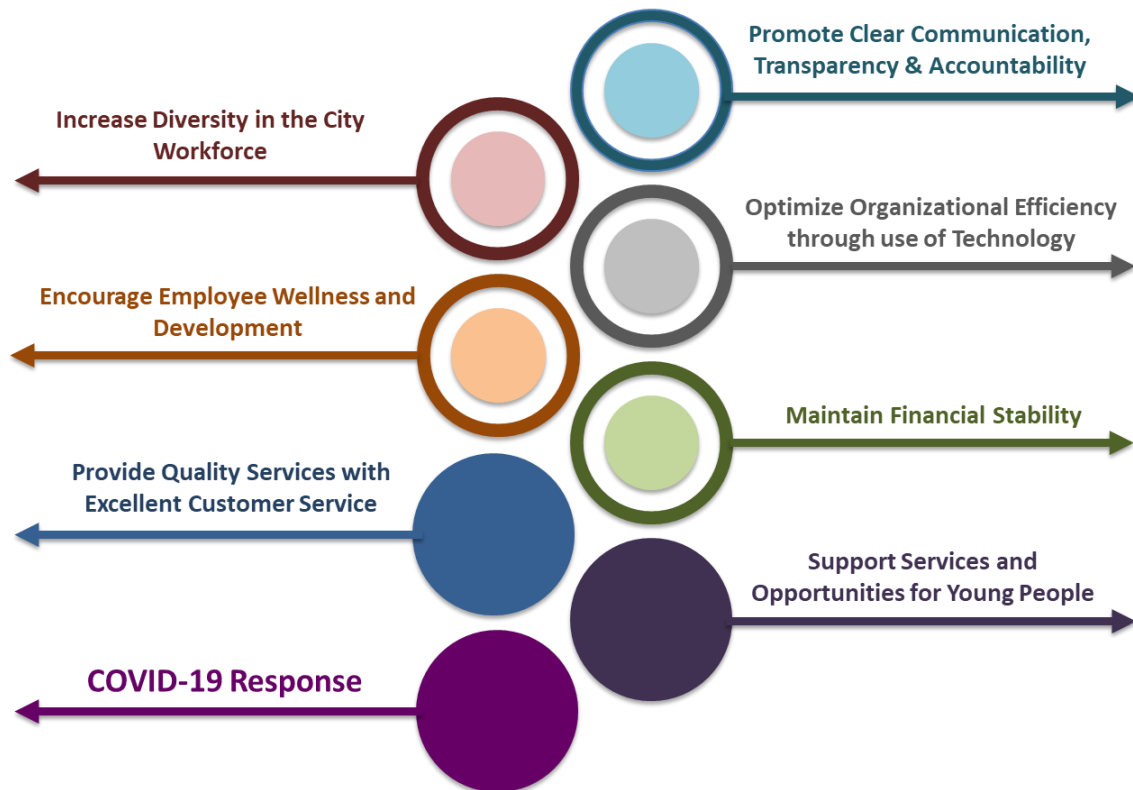 Promote Clear Communication,
Transparency & Accountability
Increase Diversity in the City
Workforce
Optimize Organizational Efficiency
through use of Technology
Encourage Employee Wellness and
Development
Maintain Financial Stability
Provide Quality Services with
Excellent Customer Service
Support Services and
Opportunities for Young People
COVID-19 Response